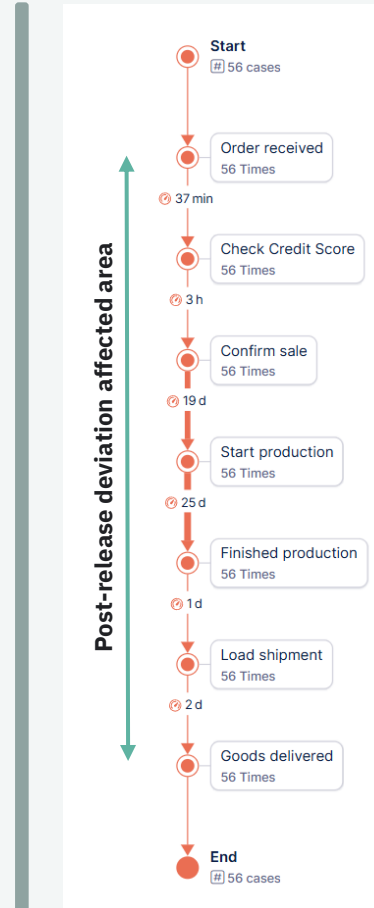 Start
# 56 cases
Order received
56 Times
37 min
Check Credit Score
56 Times
3 h
Confirm sale
56 Times
19 d
Start production
56 Times
25 d
Finished production
56 Times
1 d
Load shipment
56 Times
2 d
Goods delivered
56 Times
End
# 56 cases
Post-release deviation affected area